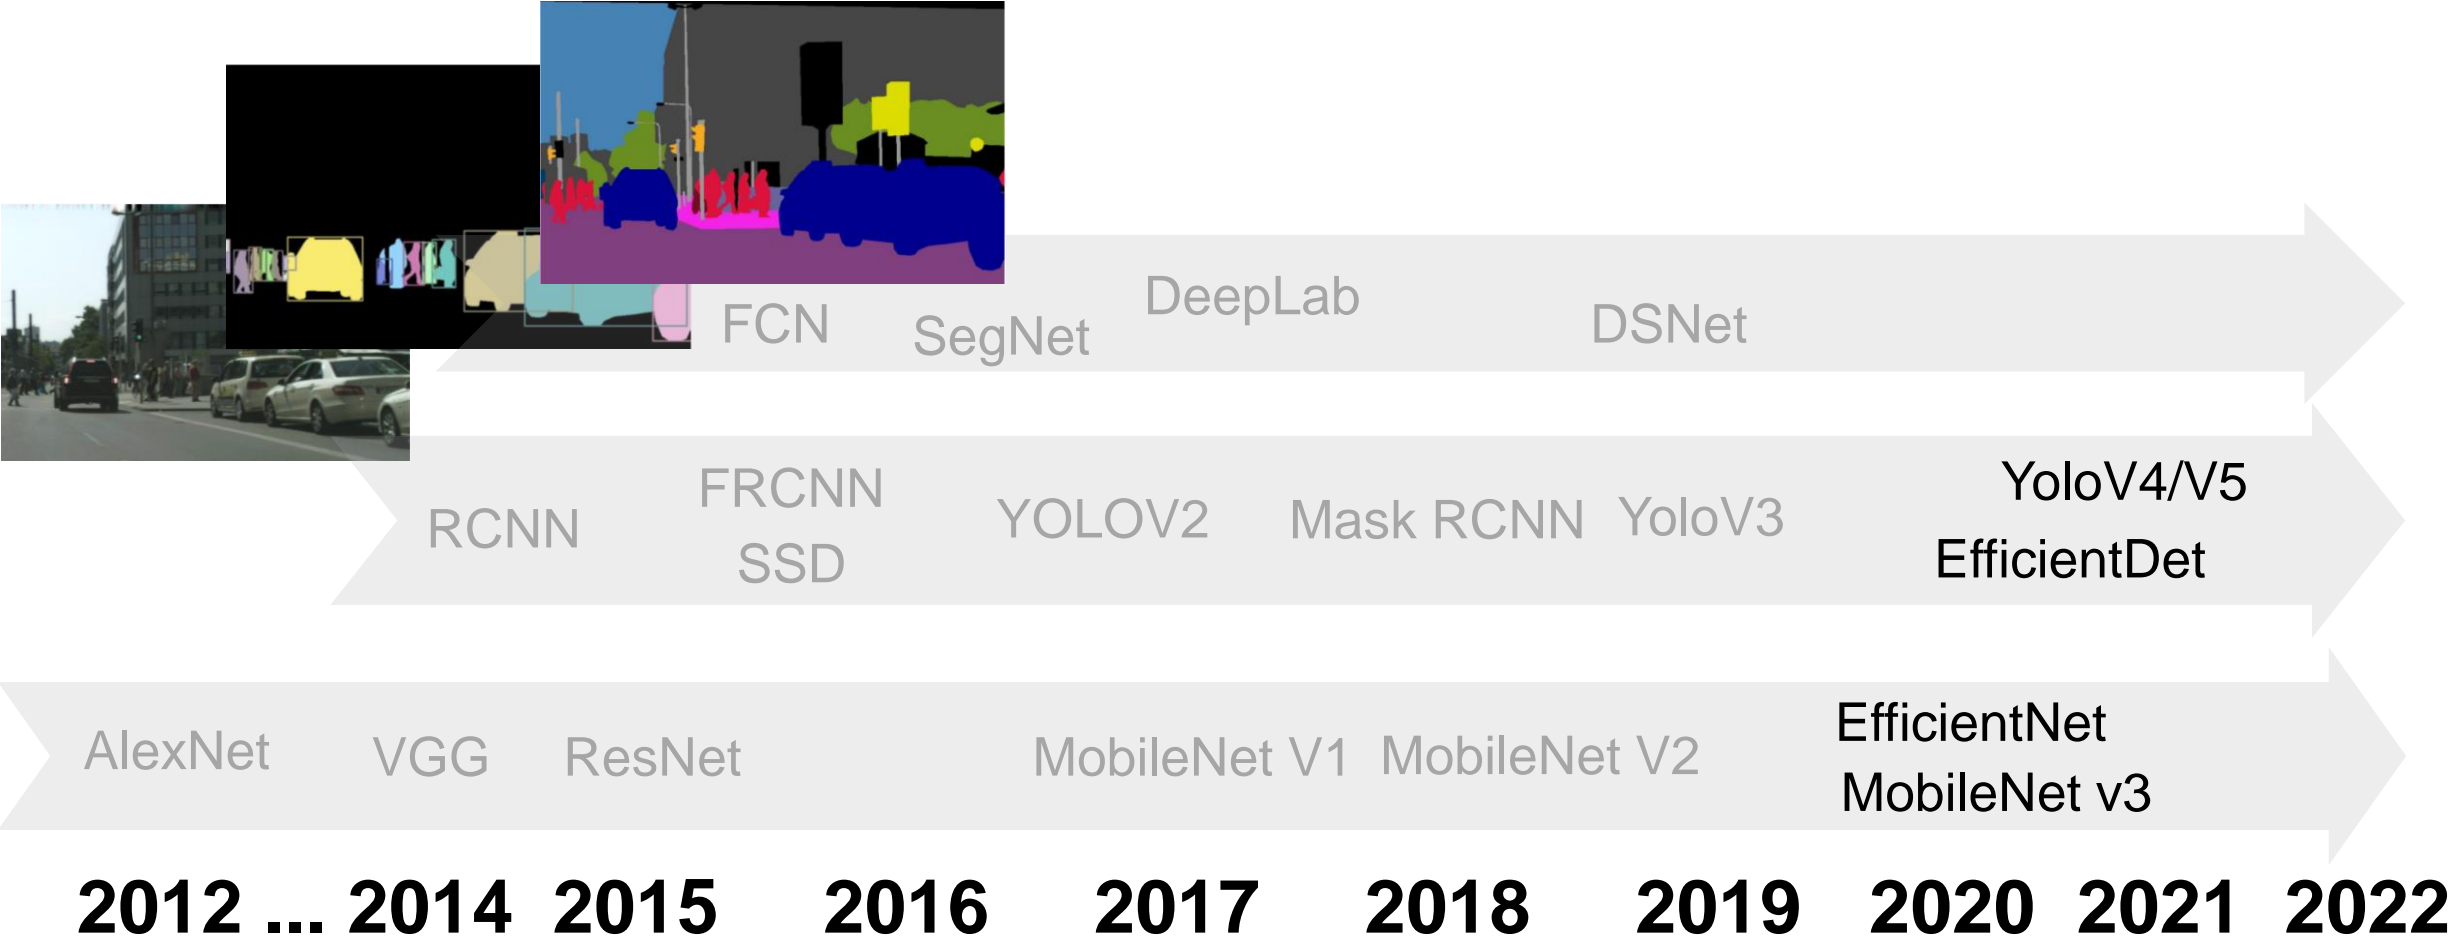 FCN
SegNet
DeepLab
DSNet
RCNN
FRCNN
SSD
YOLOV2
Mask RCNN
YoloV3
YoloV4/V5
EfficientDet
AlexNet
VGG
ResNet
MobileNet V1
MobileNet V2
EfficientNet
MobileNet v3
2012 ... 2014 2015 2016 2017 2018 2019 2020 2021 2022